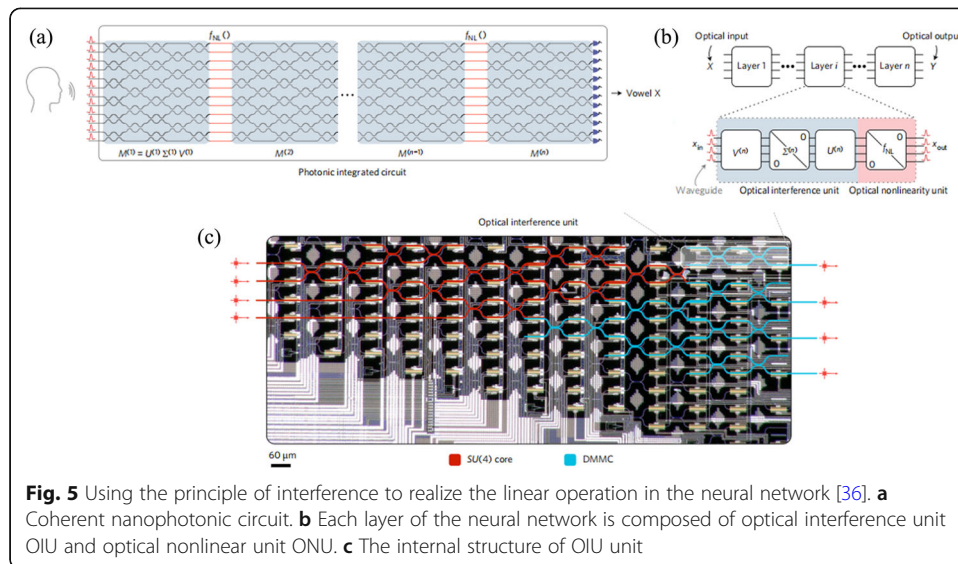 (a)
f_NL()
f_NL()
Vowel X
M⁽¹⁾ = U⁽¹⁾ Σ⁽¹⁾ V⁽¹⁾
M⁽²⁾
M⁽ⁿ⁻¹⁾
M⁽ⁿ⁾
Photonic integrated circuit
(b)
Optical input
Optical output
X
Layer 1
Layer i
Layer n
Y
x_in
V⁽ⁿ⁾
0
Σ⁽ⁿ⁾
0
U⁽ⁿ⁾
0
f_NL
0
x_out
Waveguide
Optical interference unit
Optical nonlinearity unit
Optical interference unit
(c)
60 μm
SU(4) core
DMMC
Fig. 5 Using the principle of interference to realize the linear operation in the neural network [36]. a
Coherent nanophotonic circuit. b Each layer of the neural network is composed of optical interference unit
OIU and optical nonlinear unit ONU. c The internal structure of OIU unit